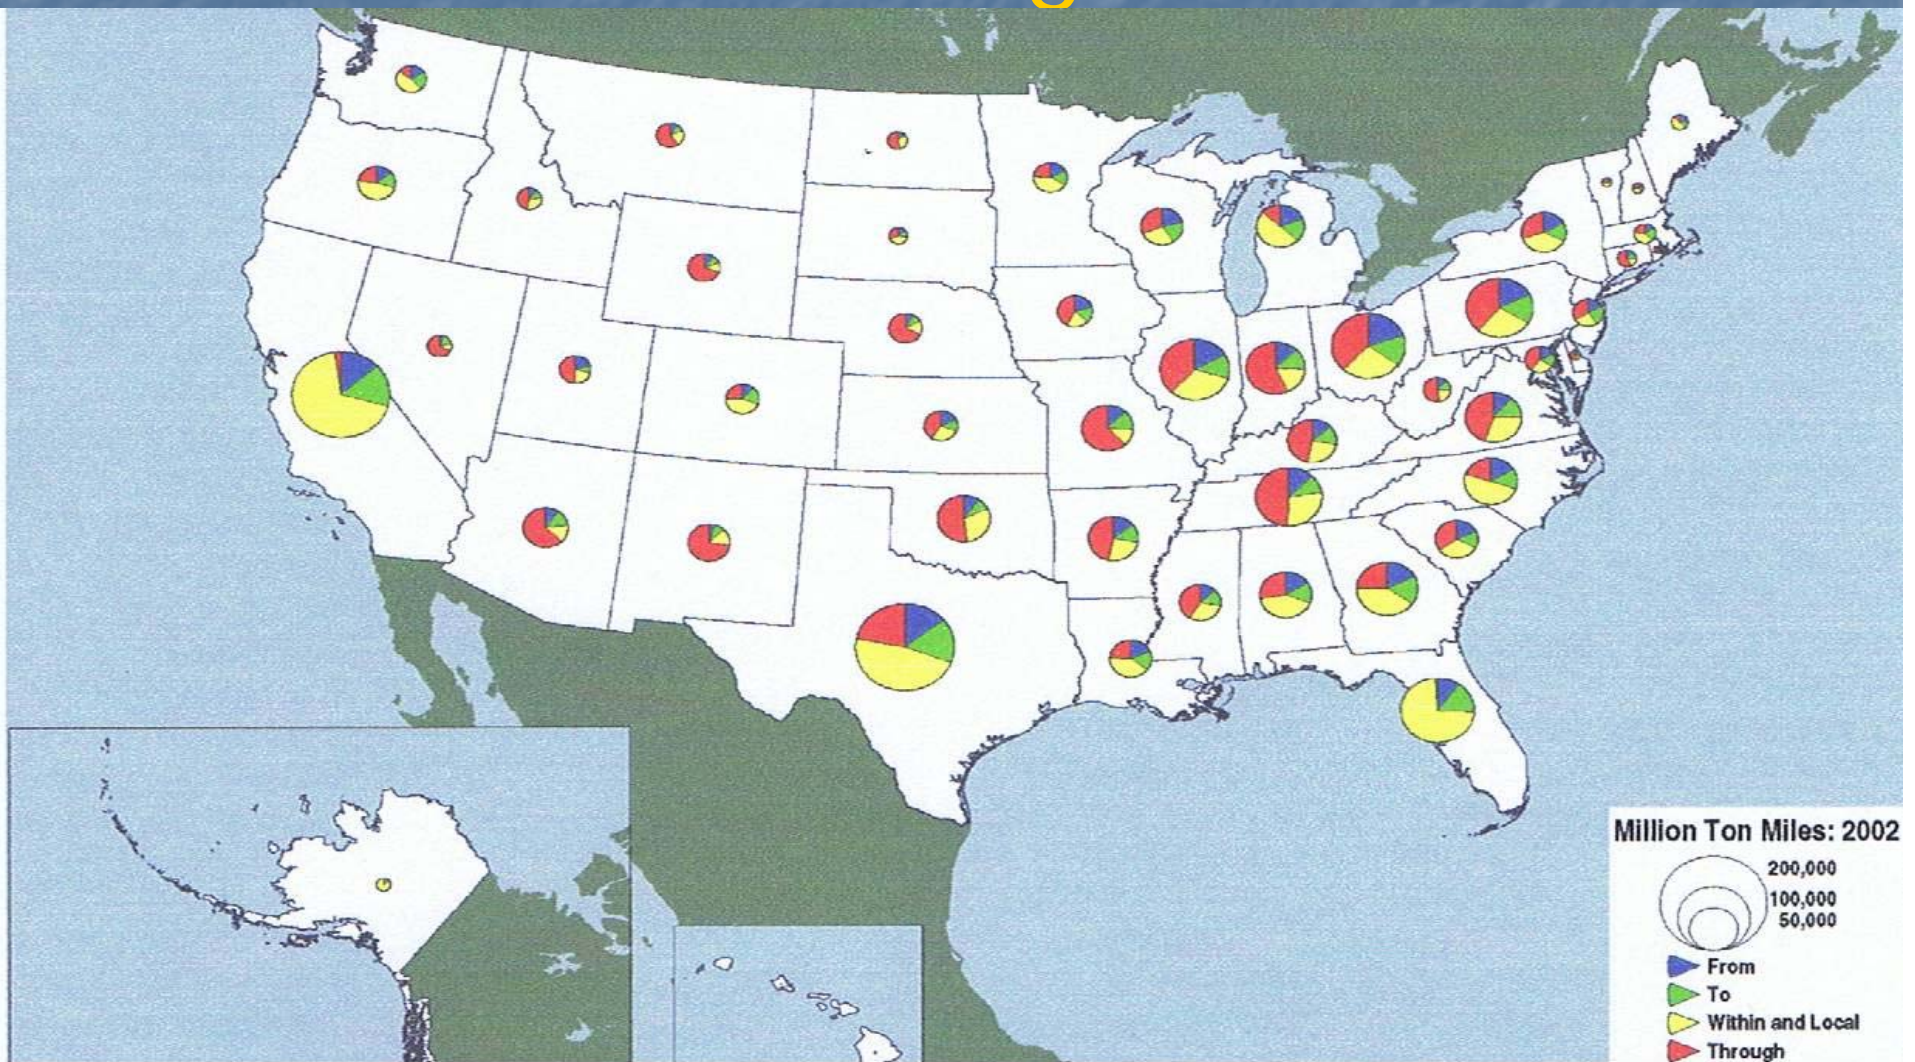 Million Ton Miles: 2002
200,000
100,000
50,000
From
To
Within and Local
Through